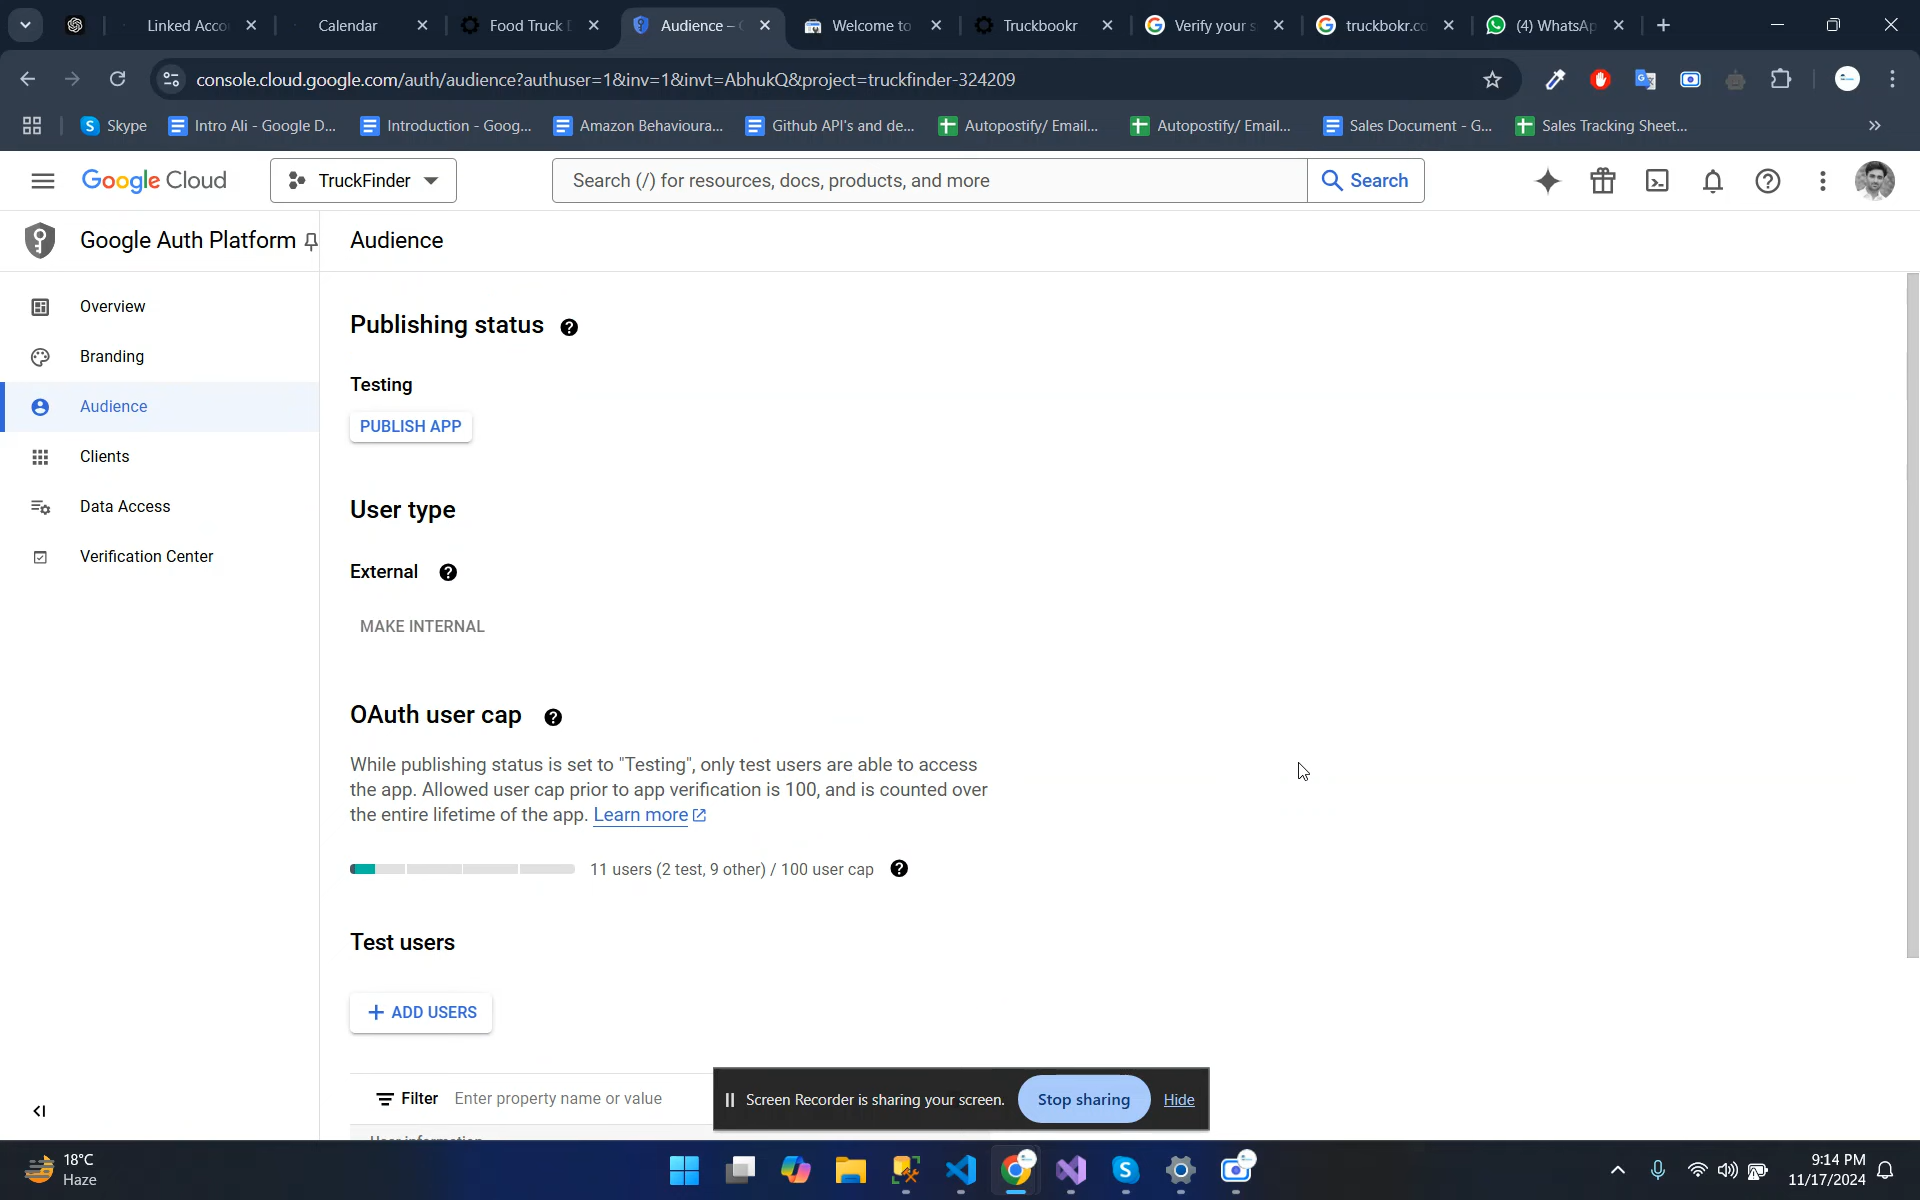 Linked Acco
Calendar
Food Truck D
Audience – G
Welcome to
Truckbookr
Verify your s
truckbokr.co
(4) WhatsAp
console.cloud.google.com/auth/audience?authuser=1&inv=1&invt=AbhukQ&project=truckfinder-324209
Skype
Intro Ali - Google D...
Introduction - Goog...
Amazon Behavioura...
Github API's and de...
Autopostify/ Email...
Autopostify/ Email...
Sales Document - G...
Sales Tracking Sheet...
Google Cloud
TruckFinder
Search (/) for resources, docs, products, and more
Search
Google Auth Platform
Audience
Overview
Branding
Audience
Clients
Data Access
Verification Center
Publishing status
Testing
PUBLISH APP
User type
External
MAKE INTERNAL
OAuth user cap
While publishing status is set to "Testing", only test users are able to access
the app. Allowed user cap prior to app verification is 100, and is counted over
the entire lifetime of the app. Learn more
11 users (2 test, 9 other) / 100 user cap
Test users
+ ADD USERS
Filter
Enter property name or value
User information
Screen Recorder is sharing your screen.
Stop sharing
Hide
18°C
Haze
9:14 PM
11/17/2024